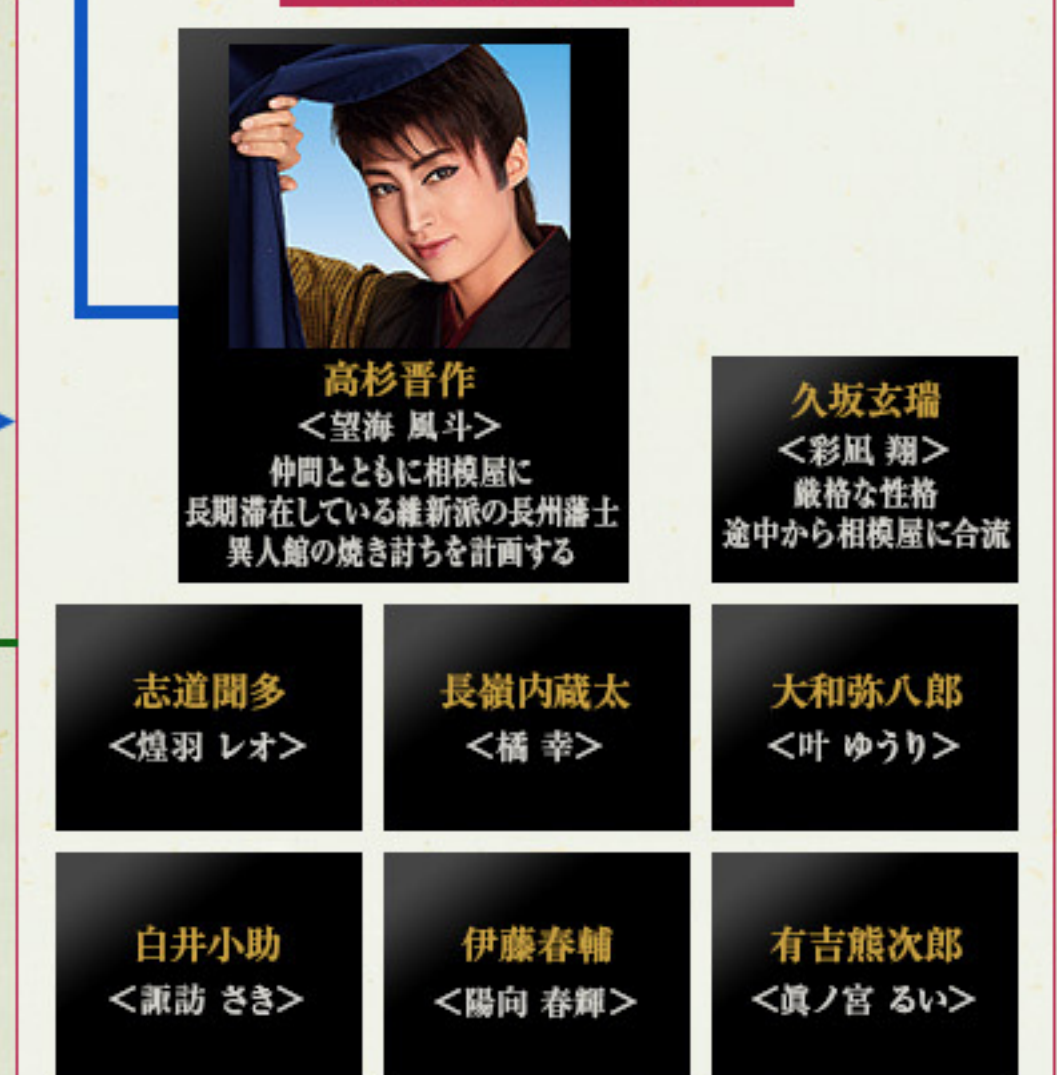 高杉晋作
＜望海 風斗＞
仲間とともに相模屋に
長期滞在している維新派の長州藩士
異人館の焼き討ちを計画する
久坂玄瑞
＜彩凪 翔＞
厳格な性格
途中から相模屋に合流
志道聞多
＜煌羽 レオ＞
長嶺内蔵太
＜橘 幸＞
大和弥八郎
＜叶 ゆうり＞
白井小助
＜諏訪 さき＞
伊藤春輔
＜陽向 春輝＞
有吉熊次郎
＜眞ノ宮 るい＞